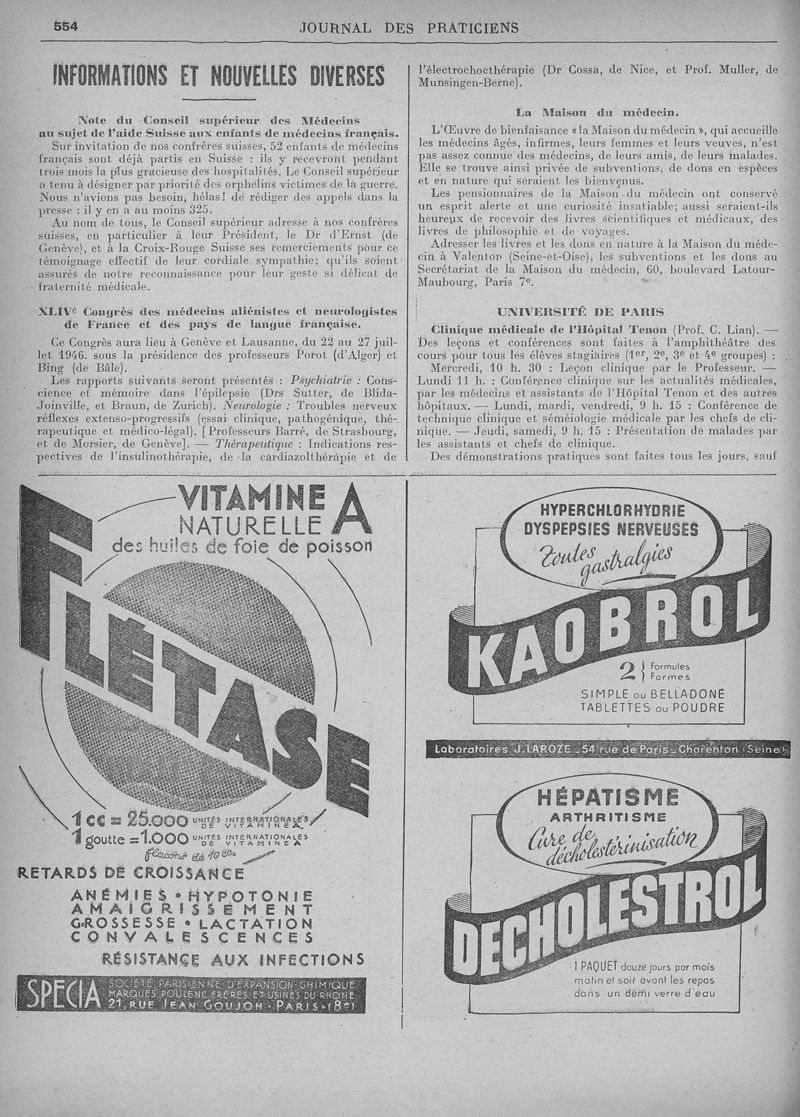 554
JOURNAL DES PRATICIENS
INFORMATIONS ET NOUVELLES DIVERSES
Note du Conseil supérieur des Médecins
au sujet de l'aide Suisse aux enfants de médecins français.
Sur invitation de nos confrères suisses, 52 enfants de médecins
français sont déjà partis en Suisse : ils y recevront pendant
trois mois la plus gracieuse des hospitalités. Le Conseil supérieur
a tenu à désigner par priorité des orphelins victimes de la guerre.
Nous n'avions pas besoin, hélas! de rédiger des appels dans la
presse : il y en a au moins 325.
Au nom de tous, le Conseil supérieur adresse à nos confrères
suisses, en particulier à leur Président, le Dr d'Ernst (de
Genève), et à la Croix-Rouge Suisse ses remerciements pour ce
témoignage effectif de leur cordiale sympathie; qu'ils soient
assurés de notre reconnaissance pour leur geste si délicat de
fraternité médicale.
XLIVe Congrès des médecins aliénistes et neurologistes
de France et des pays de langue française.
Ce Congrès aura lieu à Genève et Lausanne, du 22 au 27 juil-
let 1946. sous la présidence des professeurs Porot (d'Alger) et
Bing (de Bâle).
Les rapports suivants seront présentés : Psychiatrie : Cons-
cience et mémoire dans l'épilepsie (Drs Sutter, de Blida-
Joinville, et Braun, de Zurich). Neurologie : Troubles nerveux
réflexes extenso-progressifs (essai clinique, pathogénique, thé-
rapeutique et médico-légal). [Professeurs Barré, de Strasbourg,
et de Morsier, de Genève]. — Thérapeutique : Indications res-
pectives de l'insulinothérapie, de la cardiazolthérapie et de
l'électrochocthérapie (Dr Cossa, de Nice, et Prof. Muller, de
Munsingen-Berne).
La Maison du médecin.
L'Œuvre de bienfaisance « la Maison du médecin », qui accueille
les médecins âgés, infirmes, leurs femmes et leurs veuves, n'est
pas assez connue des médecins, de leurs amis, de leurs malades.
Elle se trouve ainsi privée de subventions, de dons en espèces
et en nature qui seraient les bienvenus.
Les pensionnaires de la Maison du médecin ont conservé
un esprit alerte et une curiosité insatiable; aussi seraient-ils
heureux de recevoir des livres scientifiques et médicaux, des
livres de philosophie et de voyages.
Adresser les livres et les dons en nature à la Maison du méde-
cin à Valenton (Seine-et-Oise), les subventions et les dons au
Secrétariat de la Maison du médecin, 60, boulevard Latour-
Maubourg, Paris 7e.
UNIVERSITÉ DE PARIS
Clinique médicale de l'Hôpital Tenon (Prof. C. Lian). —
Des leçons et conférences sont faites à l'amphithéâtre des
cours pour tous les élèves stagiaires (1er, 2e, 3e et 4e groupes) :
Mercredi, 10 h. 30 : Leçon clinique par le Professeur. —
Lundi 11 h. : Conférence clinique sur les actualités médicales,
par les médecins et assistants de l'Hôpital Tenon et des autres
hôpitaux. — Lundi, mardi, vendredi, 9 h. 15 : Conférence de
technique clinique et séméiologie médicale par les chefs de cli-
nique. — Jeudi, samedi, 9 h. 15 : Présentation de malades par
les assistants et chefs de clinique.
Des démonstrations pratiques sont faites tous les jours, sauf
VITAMINE A
NATURELLE
des huiles de foie de poisson
FLÉTASE
1cc = 25.000 UNITÉS INTERNATIONALES
DE VITAMINE A
1 goutte = 1.000 UNITÉS INTERNATIONALES
DE VITAMINE A
flacons de 10 cc
RETARDS DE CROISSANCE
ANÉMIES • HYPOTONIE
AMAIGRISSEMENT
GROSSESSE • LACTATION
CONVALESCENCES
RÉSISTANCE AUX INFECTIONS
SPECIA
SOCIÉTÉ PARISIENNE D'EXPANSION CHIMIQUE
MARQUES POULENC FRÈRES ET USINES DU RHÔNE
21, RUE JEAN GOUJON • PARIS • (8e)
HYPERCHLORHYDRIE
DYSPEPSIES NERVEUSES
Toutes
gastralgies
KAOBROL
2 Formules
Formes
SIMPLE ou BELLADONÉ
TABLETTES ou POUDRE
Laboratoires J. LAROZE _ 54 rue de Paris _ Charenton (Seine)
HÉPATISME
ARTHRITISME
Cure de
décholestérinisation
DECHOLESTROL
1 PAQUET douze jours par mois
matin et soir avant les repas
dans un demi verre d'eau